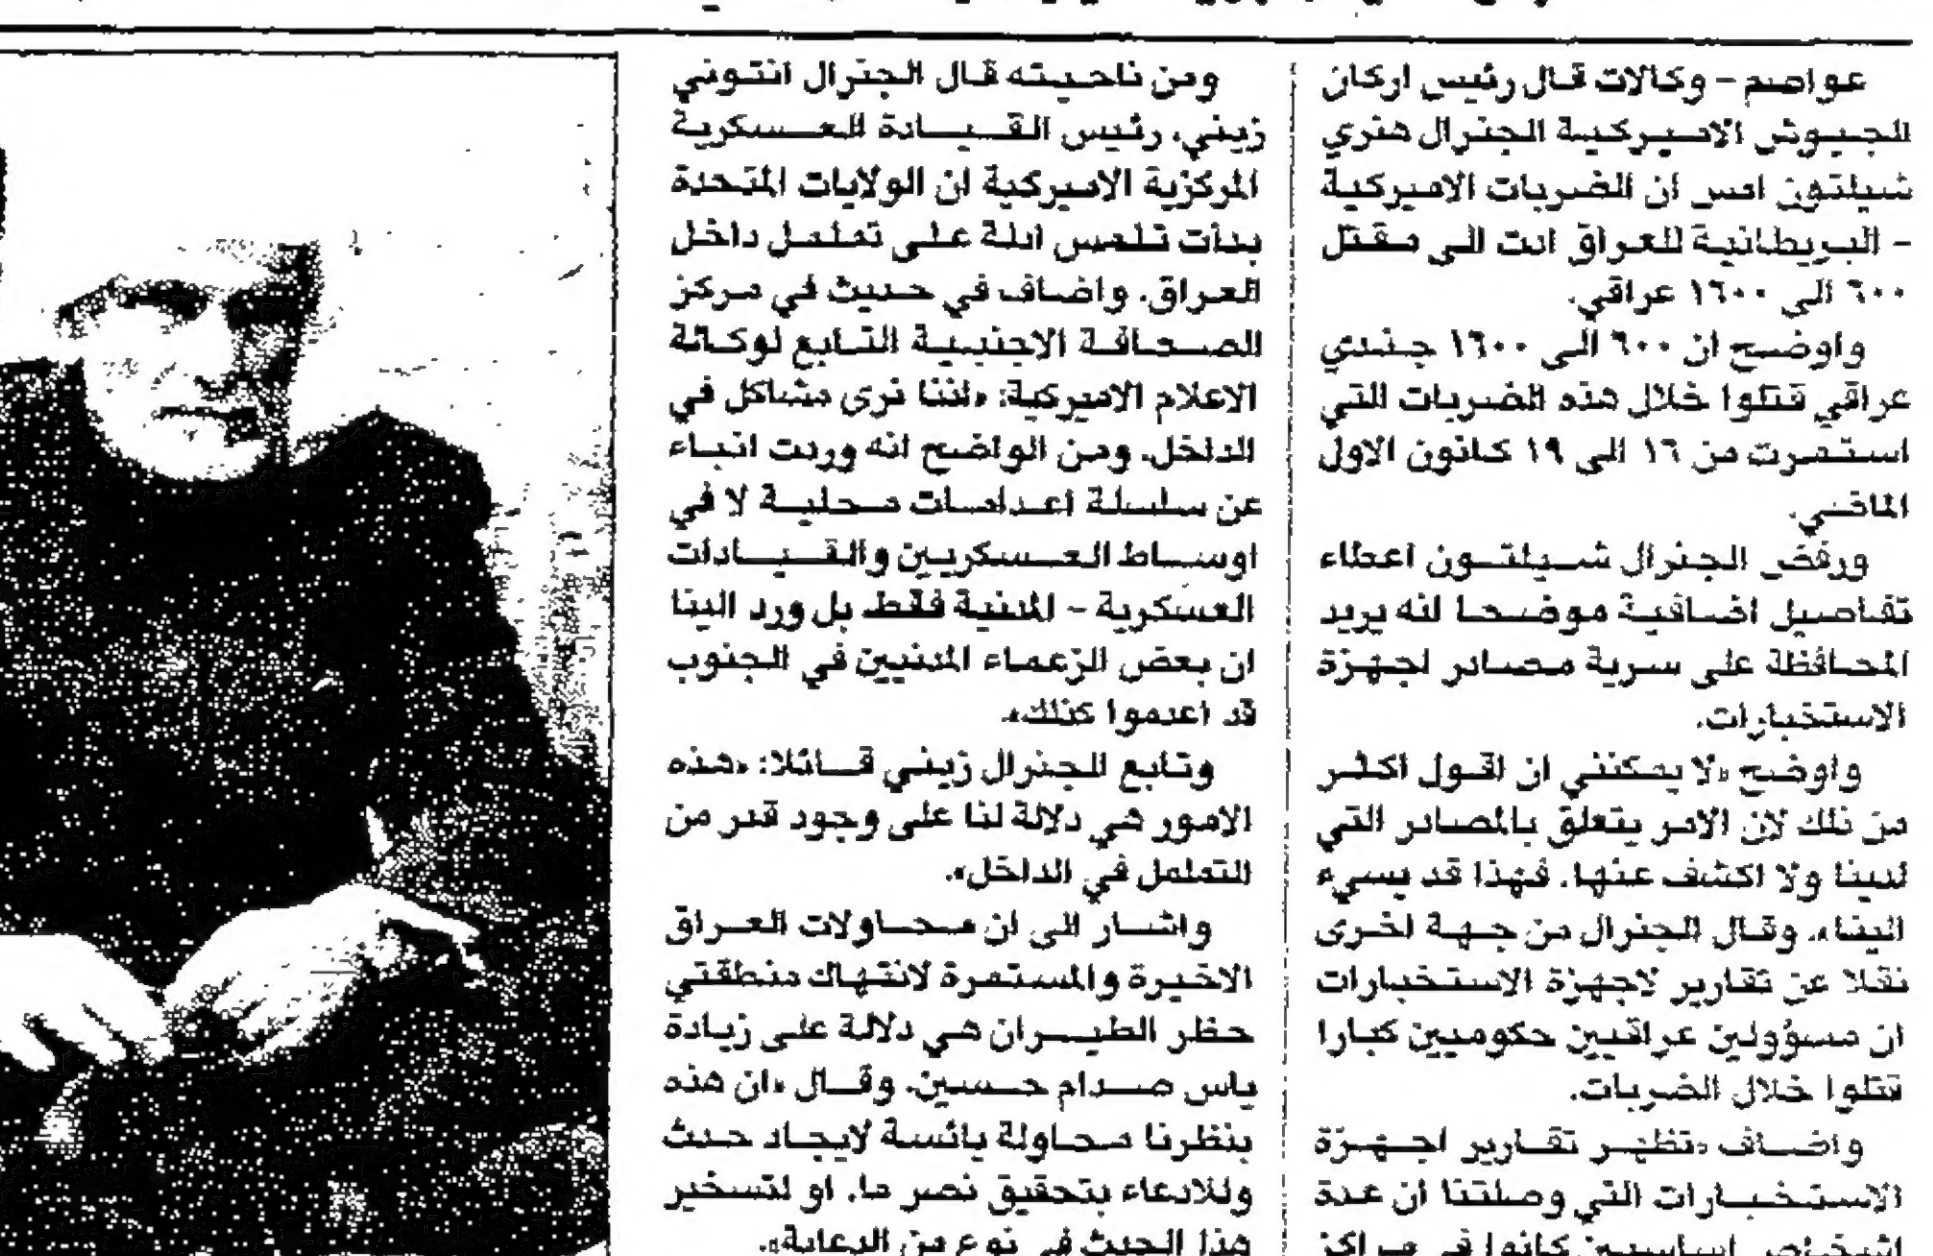 عواصم - وكالات قال رئيس اركان
الجيوش الاميركية الجنرال هنري
شيلتون امس ان الضربات الاميركية
- البريطانية للعراق ادت الى مقتل
٦٠٠ الى ١٦٠٠ عراقي.
واوضح ان ٦٠٠ الى ١٦٠٠ جندي
عراقي قتلوا خلال هذه الضربات التي
استمرت من ١٦ الى ١٩ كانون الاول
الماضي.
ورفض الجنرال شيلتون اعطاء
تفاصيل اضافية موضحا انه يريد
المحافظة على سرية مصادر اجهزة
الاستخبارات.
واوضح «لا يمكنني ان اقول اكثر
من ذلك لان الامر يتعلق بالمصادر التي
لدينا ولا اكشف عنها. فهذا قد يسيء
الينا». وقال الجنرال من جهة اخرى
نقلا عن تقارير لاجهزة الاستخبارات
ان مسؤولين عراقيين حكوميين كبارا
قتلوا خلال الضربات.
واضاف «تظهر تقارير اجهزة
الاستخبارات التي وصلتنا ان عدة
اشخاص اساسيين كانوا في مراكز
ومن ناحيته قال الجنرال انتوني
زيني، رئيس القيادة العسكرية
المركزية الاميركية ان الولايات المتحدة
بدأت تلمس ادلة على تململ داخل
العراق. واضاف في حديث في مركز
الصحافة الاجنبية التابع لوكالة
الاعلام الاميركية: «اننا نرى مشاكل في
الداخل، ومن الواضح انه وردت انباء
عن سلسلة اعدامات محلية لا في
اوساط العسكريين والقيادات
العسكرية - المدنية فقط بل ورد الينا
ان بعض الزعماء المدنيين في الجنوب
قد اعدموا كذلك».
وتابع الجنرال زيني قائلا: «هذه
الامور هي دلالة لنا على وجود قدر من
التململ في الداخل».
واشار الى ان محاولات العراق
الاخيرة والمستمرة لانتهاك منطقتي
حظر الطيران هي دلالة على زيادة
ياس صدام حسين. وقال «ان هذه
بنظرنا محاولة يائسة لايجاد حدث
وللادعاء بتحقيق نصر ما، او لتسخير
هذا الحدث في نوع من الدعاية».